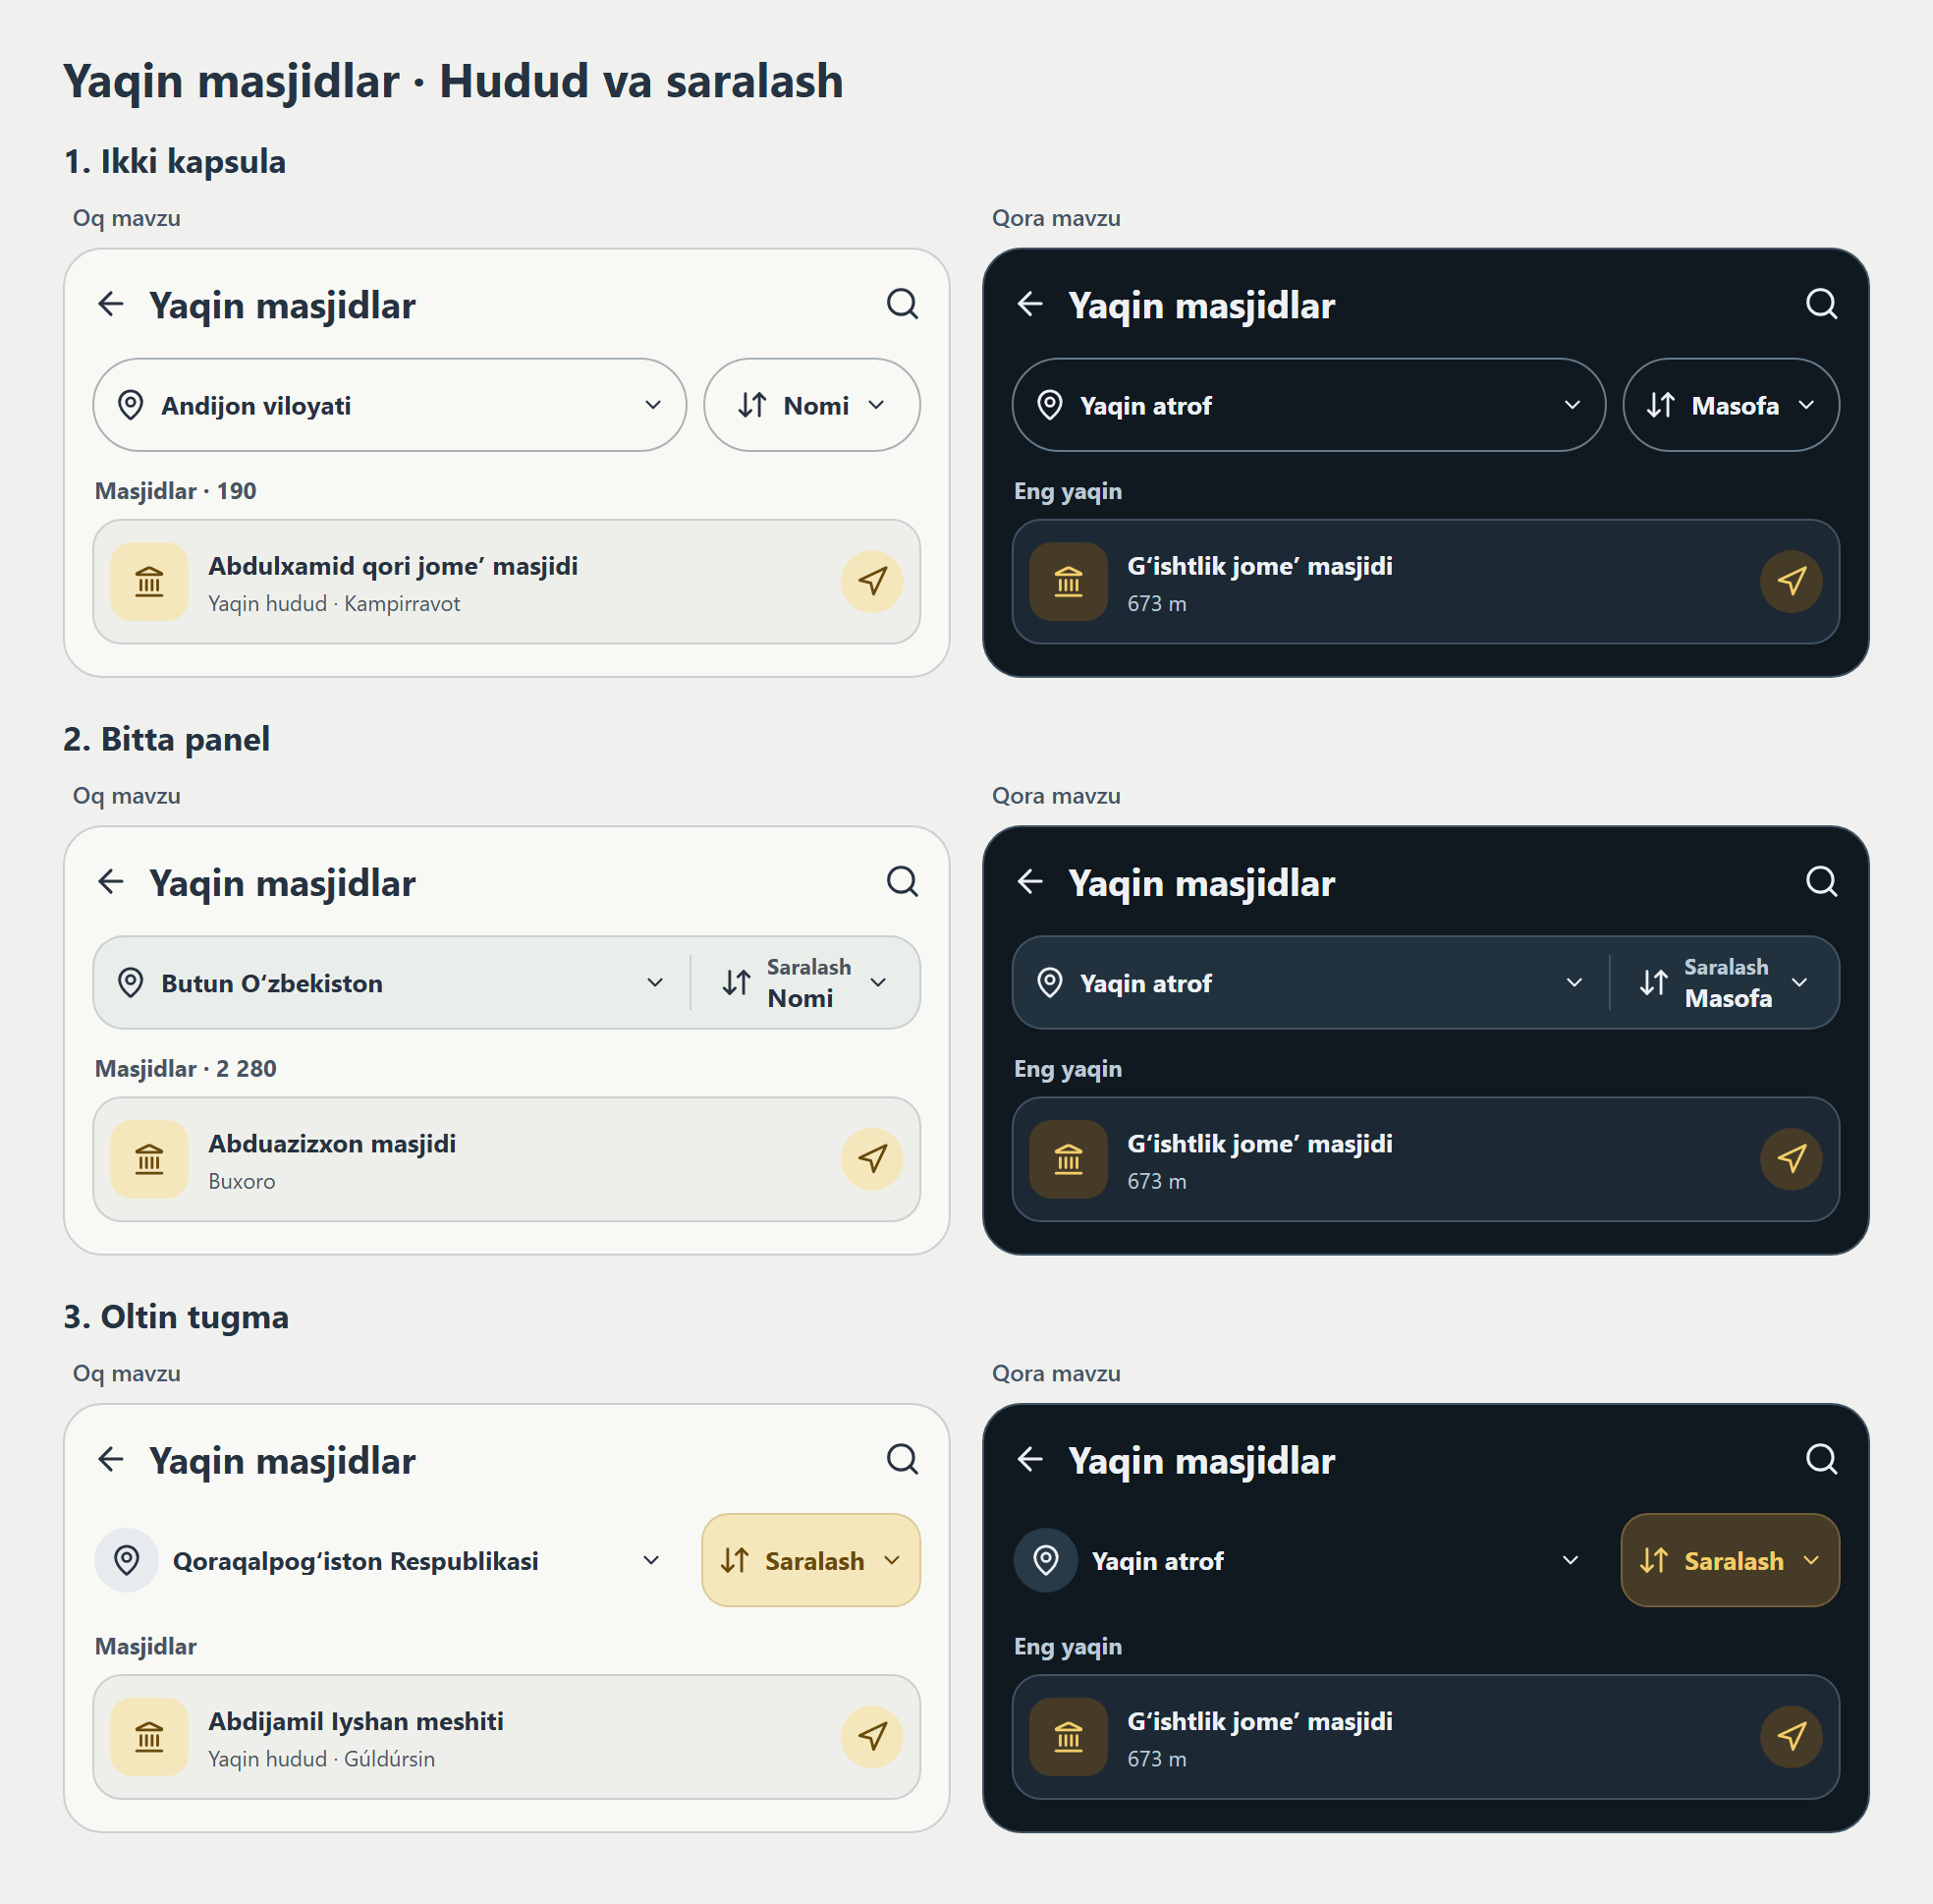 Yaqin masjidlar · Hudud va saralash
1. Ikki kapsula
Oq mavzu
Yaqin masjidlar
Andijon viloyati
Nomi
Masjidlar · 190
Abdulxamid qori jome’ masjidi
Yaqin hudud · Kampirravot
Qora mavzu
Yaqin masjidlar
Yaqin atrof
Masofa
Eng yaqin
G‘ishtlik jome’ masjidi
673 m
2. Bitta panel
Oq mavzu
Yaqin masjidlar
Butun O‘zbekiston
Saralash
Nomi
Masjidlar · 2 280
Abduazizxon masjidi
Buxoro
Qora mavzu
Yaqin masjidlar
Yaqin atrof
Saralash
Masofa
Eng yaqin
G‘ishtlik jome’ masjidi
673 m
3. Oltin tugma
Oq mavzu
Yaqin masjidlar
Qoraqalpog‘iston Respublikasi
Saralash
Masjidlar
Abdijamil Iyshan meshiti
Yaqin hudud · Gúldúrsin
Qora mavzu
Yaqin masjidlar
Yaqin atrof
Saralash
Eng yaqin
G‘ishtlik jome’ masjidi
673 m